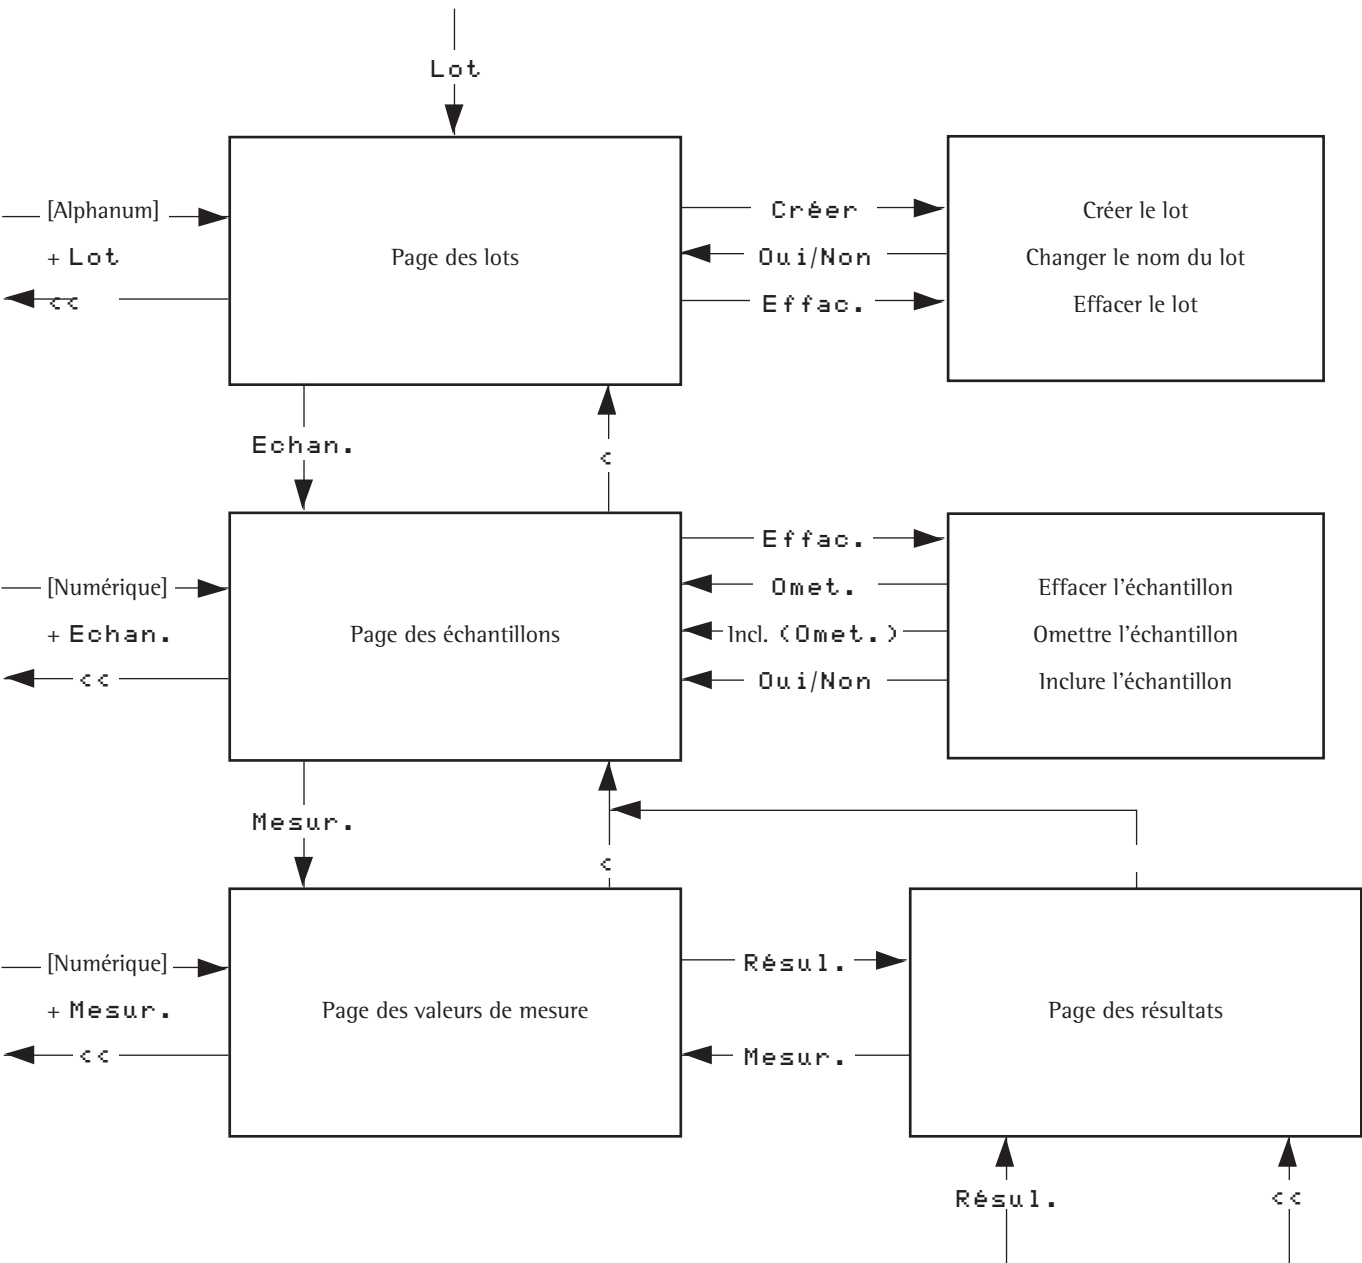 Lot
[Alphanum]
+ Lot
<<
Page des lots
Créer
Oui/Non
Effac.
Créer le lot
Changer le nom du lot
Effacer le lot
Echan.
<
[Numérique]
+ Echan.
<<
Page des échantillons
Effac.
Omet.
Incl. (Omet.)
Oui/Non
Effacer l'échantillon
Omettre l'échantillon
Inclure l'échantillon
Mesur.
<
[Numérique]
+ Mesur.
<<
Page des valeurs de mesure
Résul.
Mesur.
Page des résultats
Résul.
<<